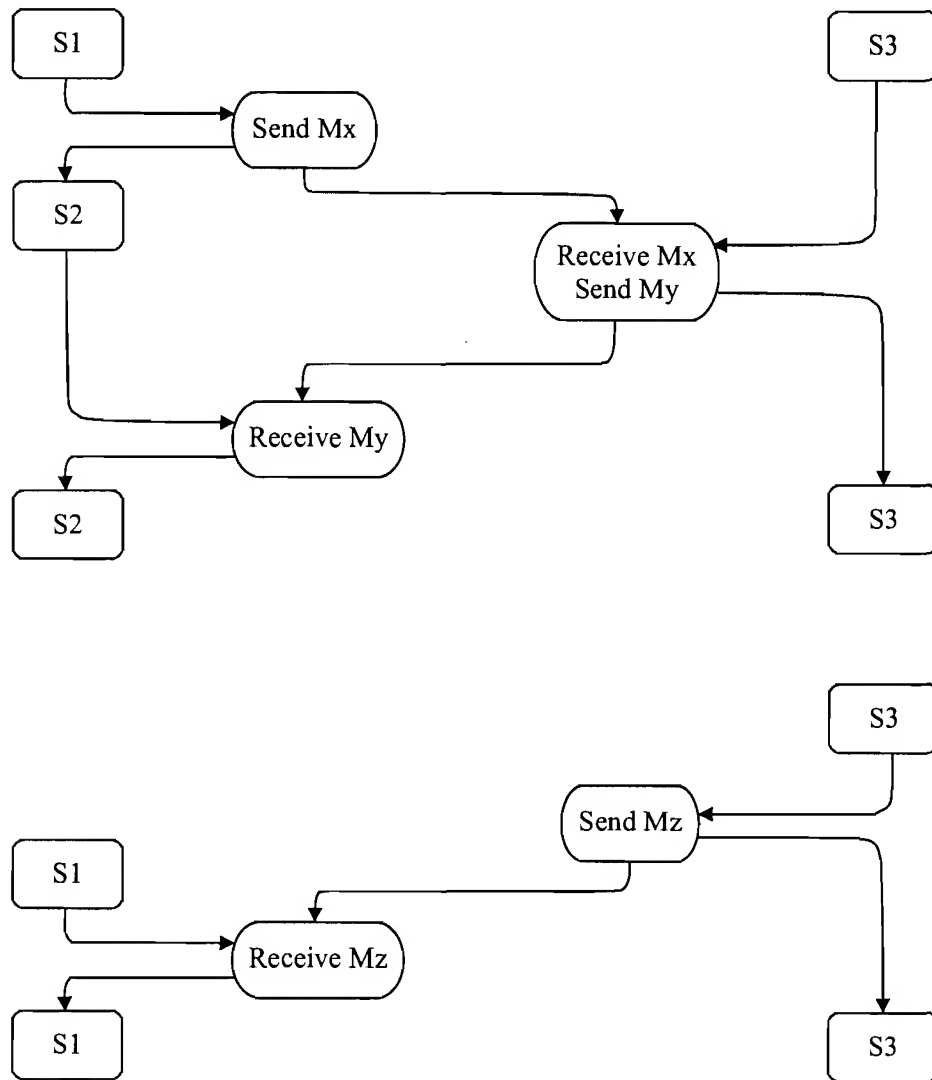 S1
S3
Send Mx
S2
Receive Mx
Send My
Receive My
S2
S3
S3
Send Mz
S1
Receive Mz
S1
S3